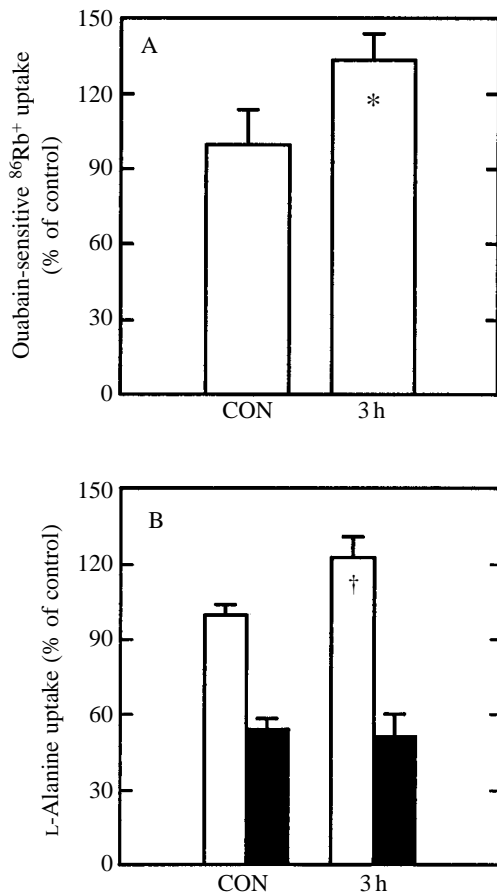 A
Ouabain-sensitive ⁸⁶Rb⁺ uptake
(% of control)
150
120
90
60
30
0
*
CON 3 h
B
L-Alanine uptake (% of control)
150
120
90
60
30
0
†
CON 3 h